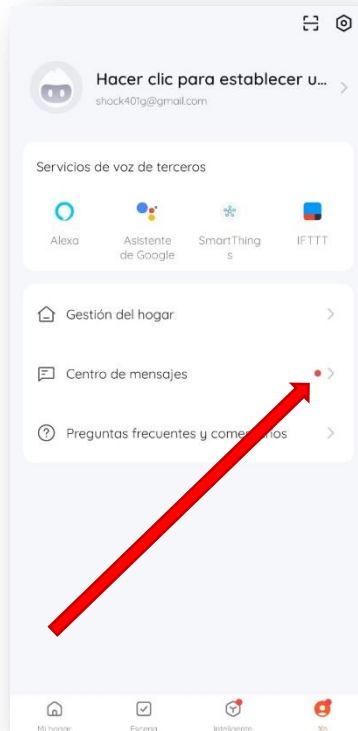 Hacer clic para establecer u...
shock401g@gmail.com
Servicios de voz de terceros
Alexa
Asistente
de Google
SmartThing
s
IFTTT
Gestión del hogar
Centro de mensajes
Preguntas frecuentes y comentarios
Mi hogar
Escena
Inteligente
Yo